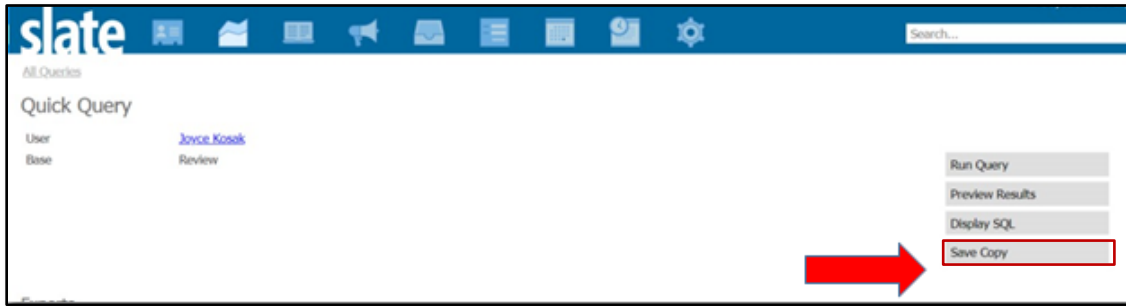 slate
Search...
All Queries
Quick Query
User Joyce Kosak
Base Review
Run Query
Preview Results
Display SQL
Save Copy